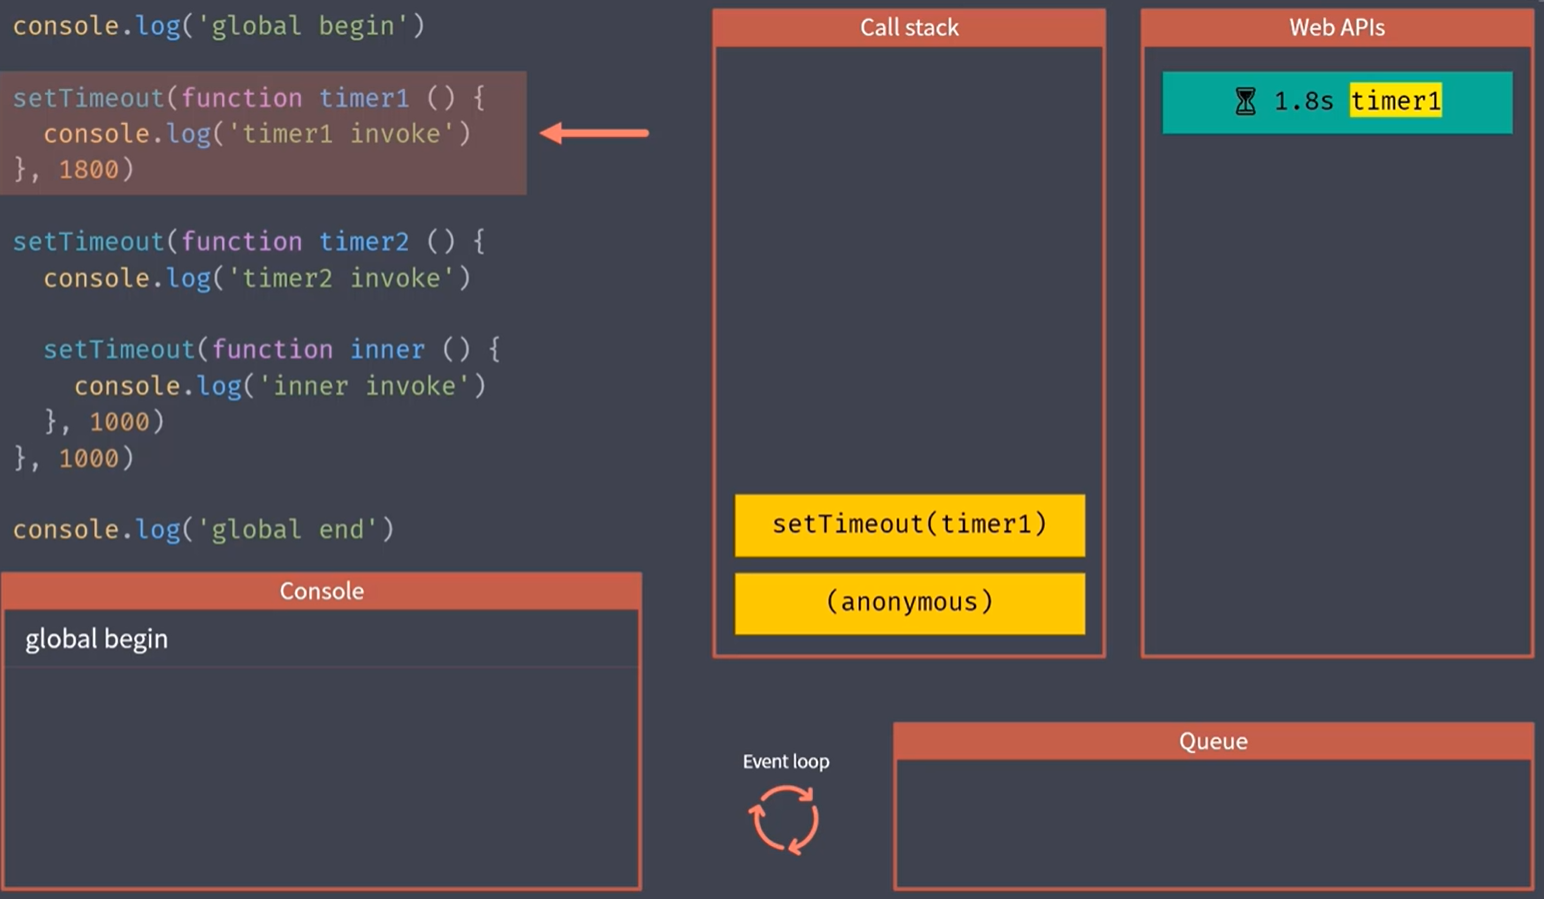 console.log('global begin')
setTimeout(function timer1 () {
  console.log('timer1 invoke')
}, 1800)
setTimeout(function timer2 () {
  console.log('timer2 invoke')
  setTimeout(function inner () {
    console.log('inner invoke')
  }, 1000)
}, 1000)
console.log('global end')
Console
global begin
Call stack
setTimeout(timer1)
(anonymous)
Web APIs
1.8s timer1
Event loop
Queue